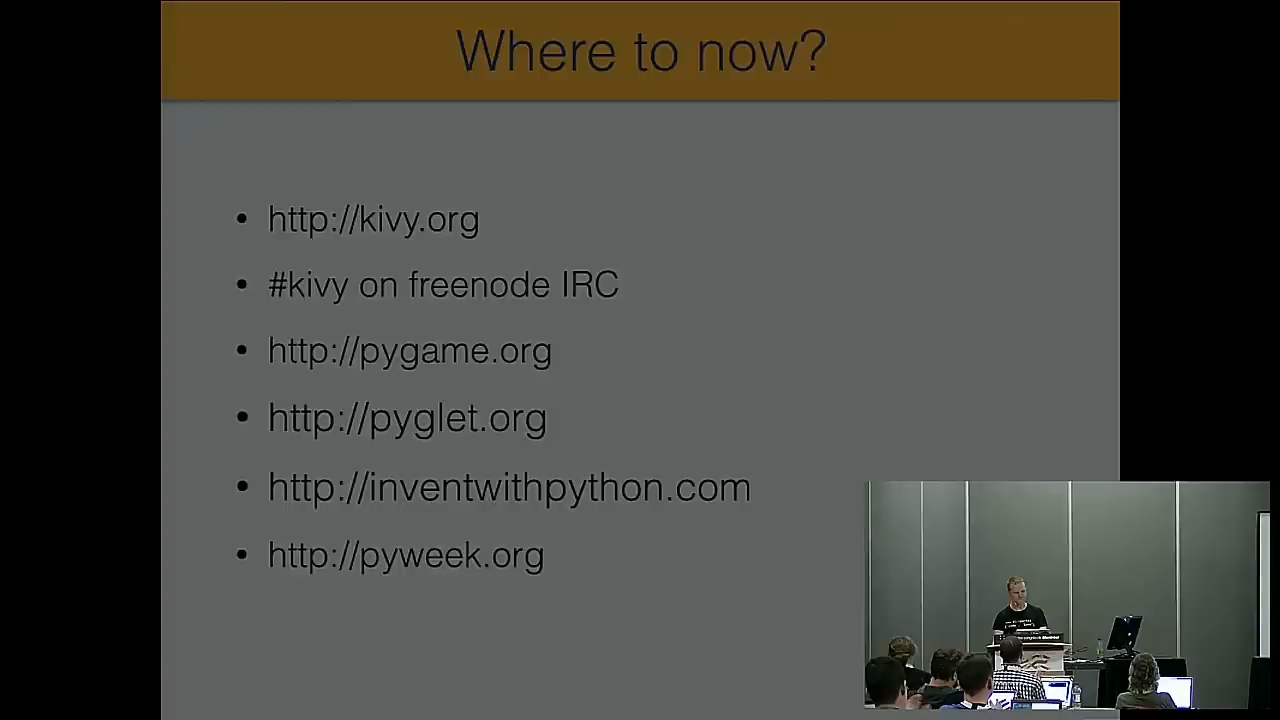 Where to now?
• http://kivy.org
• #kivy on freenode IRC
• http://pygame.org
• http://pyglet.org
• http://inventwithpython.com
• http://pyweek.org